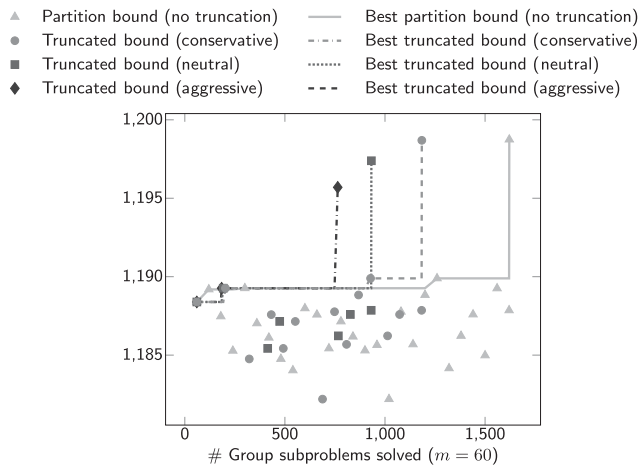 Partition bound (no truncation) Best partition bound (no truncation)
Truncated bound (conservative) Best truncated bound (conservative)
Truncated bound (neutral) Best truncated bound (neutral)
Truncated bound (aggressive) Best truncated bound (aggressive)
1,200
1,195
1,190
1,185
0 500 1,000 1,500
# Group subproblems solved (m = 60)